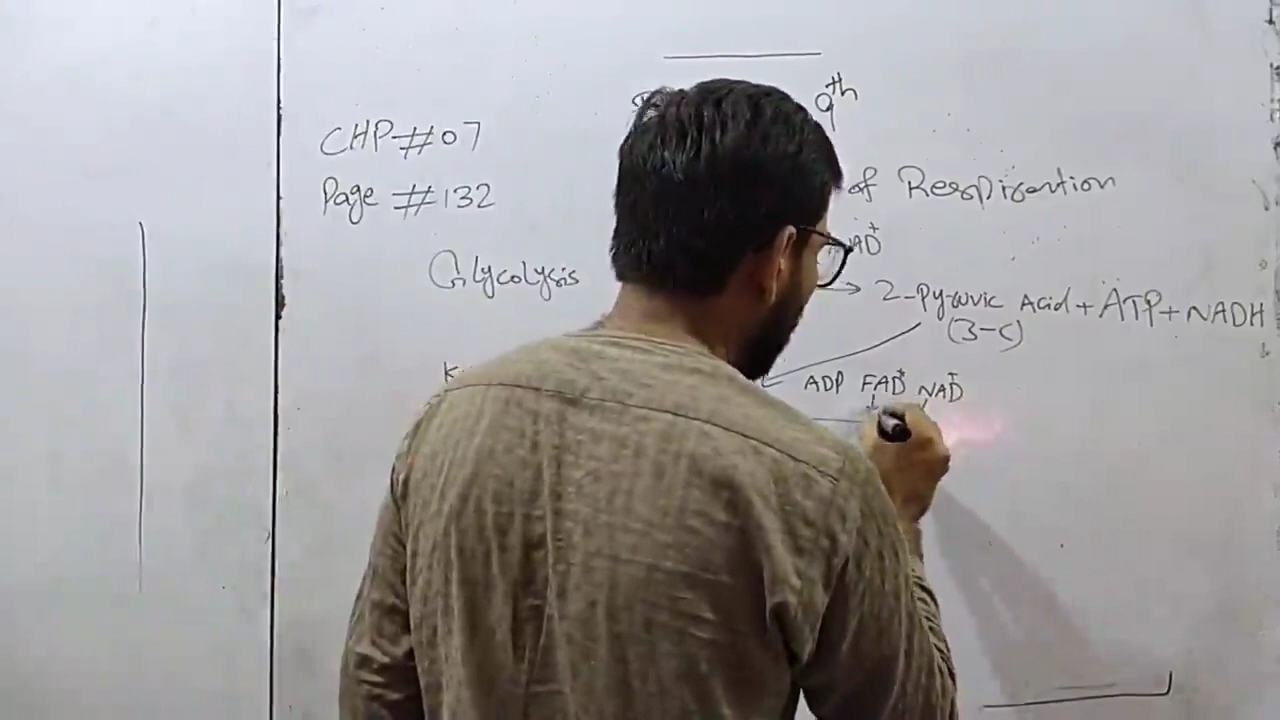 9th
CHP#07
Page #132
of Respiration
Glycolysis
2-Pyruvic Acid + ATP + NADH
(3-C)
ADP FAD+ NAD+